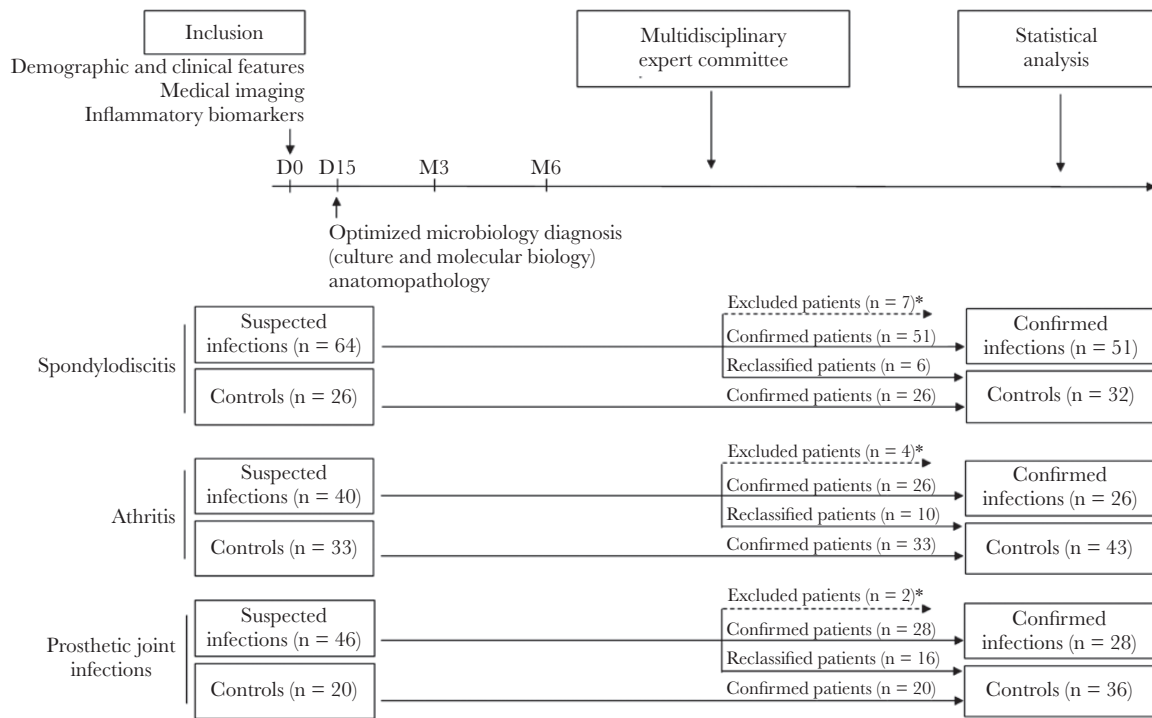 Inclusion
Demographic and clinical features
Medical imaging
Inflammatory biomarkers
Multidisciplinary
expert committee
Statistical
analysis
D0
D15
M3
M6
Optimized microbiology diagnosis
(culture and molecular biology)
anatomopathology
Spondylodiscitis
Suspected
infections (n = 64)
Controls (n = 26)
Excluded patients (n = 7)*
Confirmed patients (n = 51)
Reclassified patients (n = 6)
Confirmed patients (n = 26)
Confirmed
infections (n = 51)
Controls (n = 32)
Athritis
Suspected
infections (n = 40)
Controls (n = 33)
Excluded patients (n = 4)*
Confirmed patients (n = 26)
Reclassified patients (n = 10)
Confirmed patients (n = 33)
Confirmed
infections (n = 26)
Controls (n = 43)
Prosthetic joint
infections
Suspected
infections (n = 46)
Controls (n = 20)
Excluded patients (n = 2)*
Confirmed patients (n = 28)
Reclassified patients (n = 16)
Confirmed patients (n = 20)
Confirmed
infections (n = 28)
Controls (n = 36)